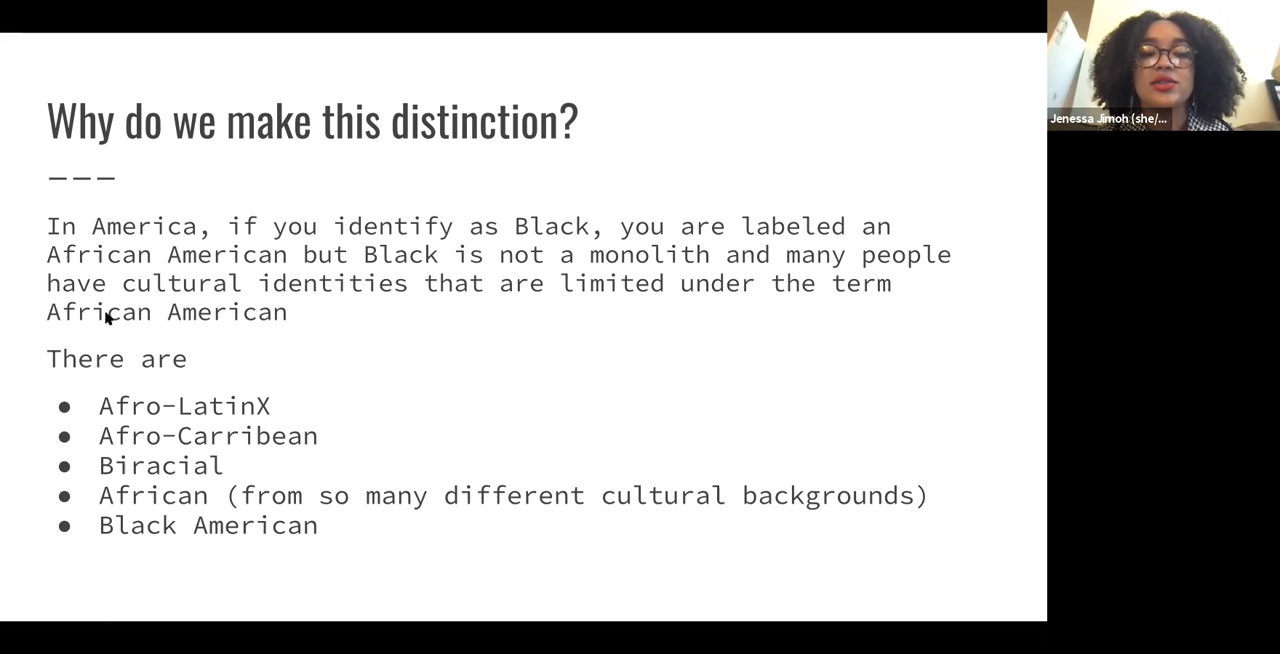 Why do we make this distinction?
In America, if you identify as Black, you are labeled an
African American but Black is not a monolith and many people
have cultural identities that are limited under the term
African American
There are
● Afro-LatinX
● Afro-Carribean
● Biracial
● African (from so many different cultural backgrounds)
● Black American
Jenessa Jimoh (she/...